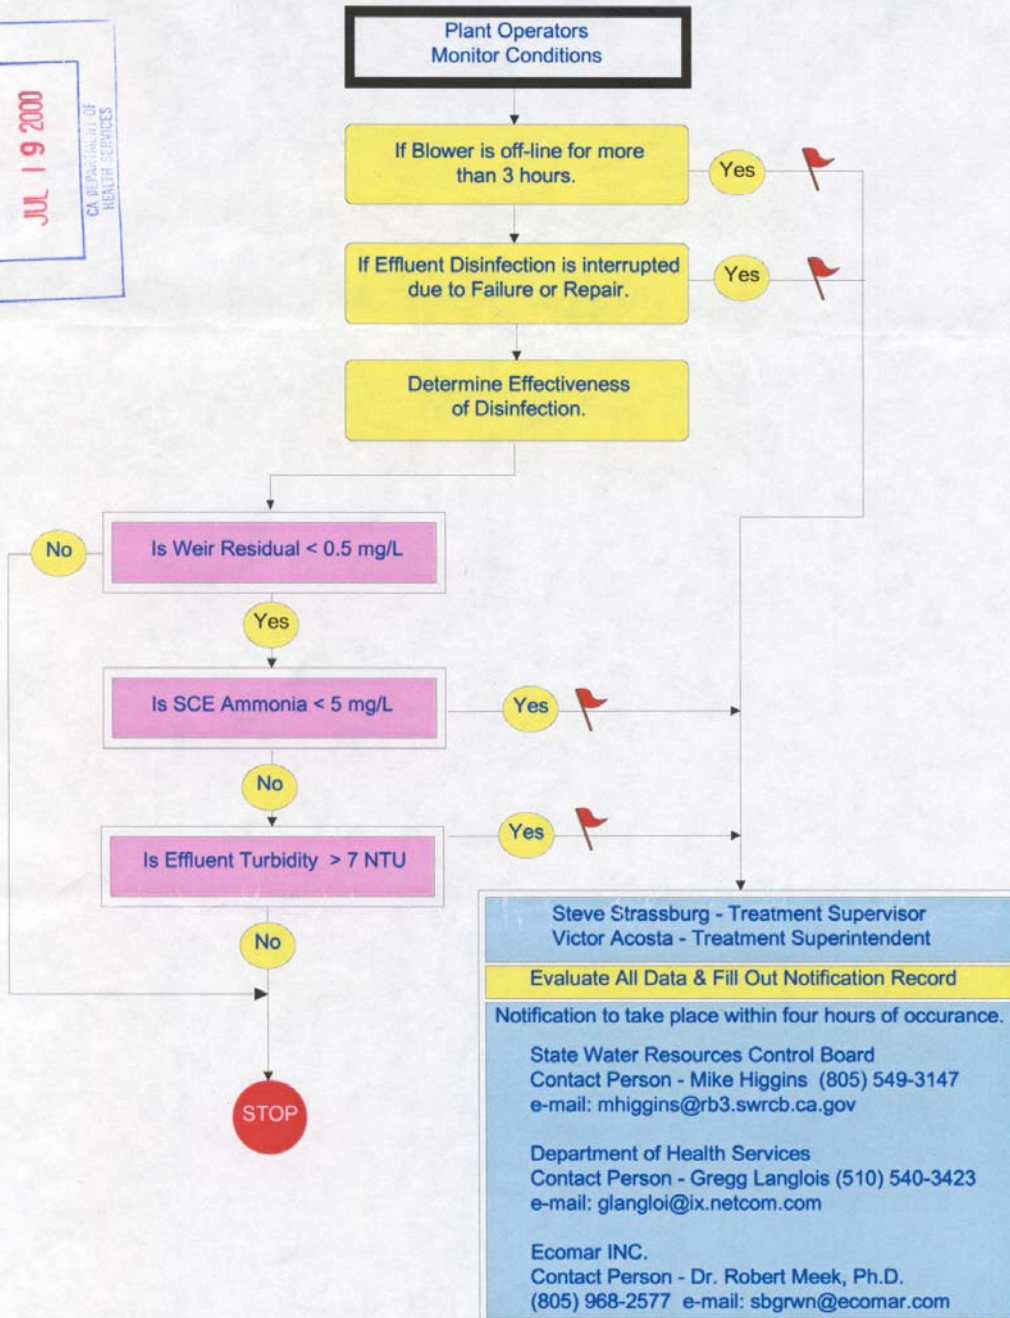 Plant Operators
Monitor Conditions
JUL 19 2000
CA DEPARTMENT OF
HEALTH SERVICES
If Blower is off-line for more
than 3 hours.
Yes
If Effluent Disinfection is interrupted
due to Failure or Repair.
Yes
Determine Effectiveness
of Disinfection.
No
Is Weir Residual < 0.5 mg/L
Yes
Is SCE Ammonia < 5 mg/L
Yes
No
Is Effluent Turbidity > 7 NTU
Yes
No
STOP
Steve Strassburg - Treatment Supervisor
Victor Acosta - Treatment Superintendent
Evaluate All Data & Fill Out Notification Record
Notification to take place within four hours of occurance.
State Water Resources Control Board
Contact Person - Mike Higgins (805) 549-3147
e-mail: mhiggins@rb3.swrcb.ca.gov
Department of Health Services
Contact Person - Gregg Langlois (510) 540-3423
e-mail: glangloi@ix.netcom.com
Ecomar INC.
Contact Person - Dr. Robert Meek, Ph.D.
(805) 968-2577 e-mail: sbgrwn@ecomar.com